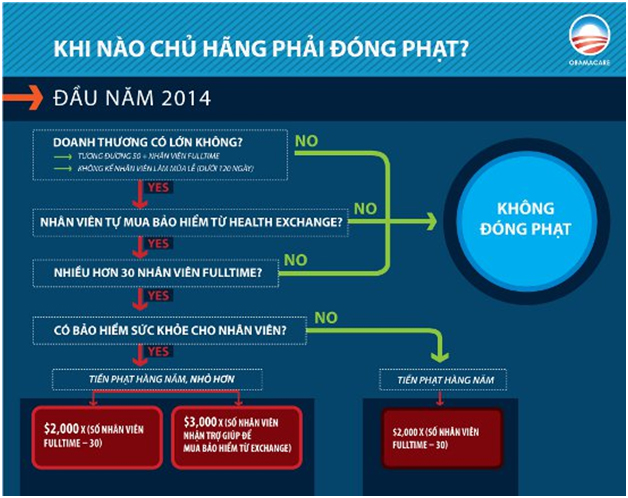 KHI NÀO CHỦ HÃNG PHẢI ĐÓNG PHẠT?
OBAMACARE
ĐẦU NĂM 2014
DOANH THƯƠNG CÓ LỚN KHÔNG?
TƯƠNG ĐƯƠNG 50 + NHÂN VIÊN FULLTIME
KHÔNG KỂ NHÂN VIÊN LÀM MÙA LỄ (DƯỚI 120 NGÀY)
NO
YES
NHÂN VIÊN TỰ MUA BẢO HIỂM TỪ HEALTH EXCHANGE?
NO
KHÔNG
ĐÓNG PHẠT
YES
NHIỀU HƠN 30 NHÂN VIÊN FULLTIME?
NO
YES
CÓ BẢO HIỂM SỨC KHỎE CHO NHÂN VIÊN?
NO
YES
TIỀN PHẠT HÀNG NĂM, NHỎ HƠN
TIỀN PHẠT HÀNG NĂM
$2,000 X (SỐ NHÂN VIÊN
FULLTIME – 30)
$3,000 X (SỐ NHÂN VIÊN
NHẬN TRỢ GIÚP ĐỂ
MUA BẢO HIỂM TỪ EXCHANGE)
$2,000 X (SỐ NHÂN VIÊN
FULLTIME – 30)